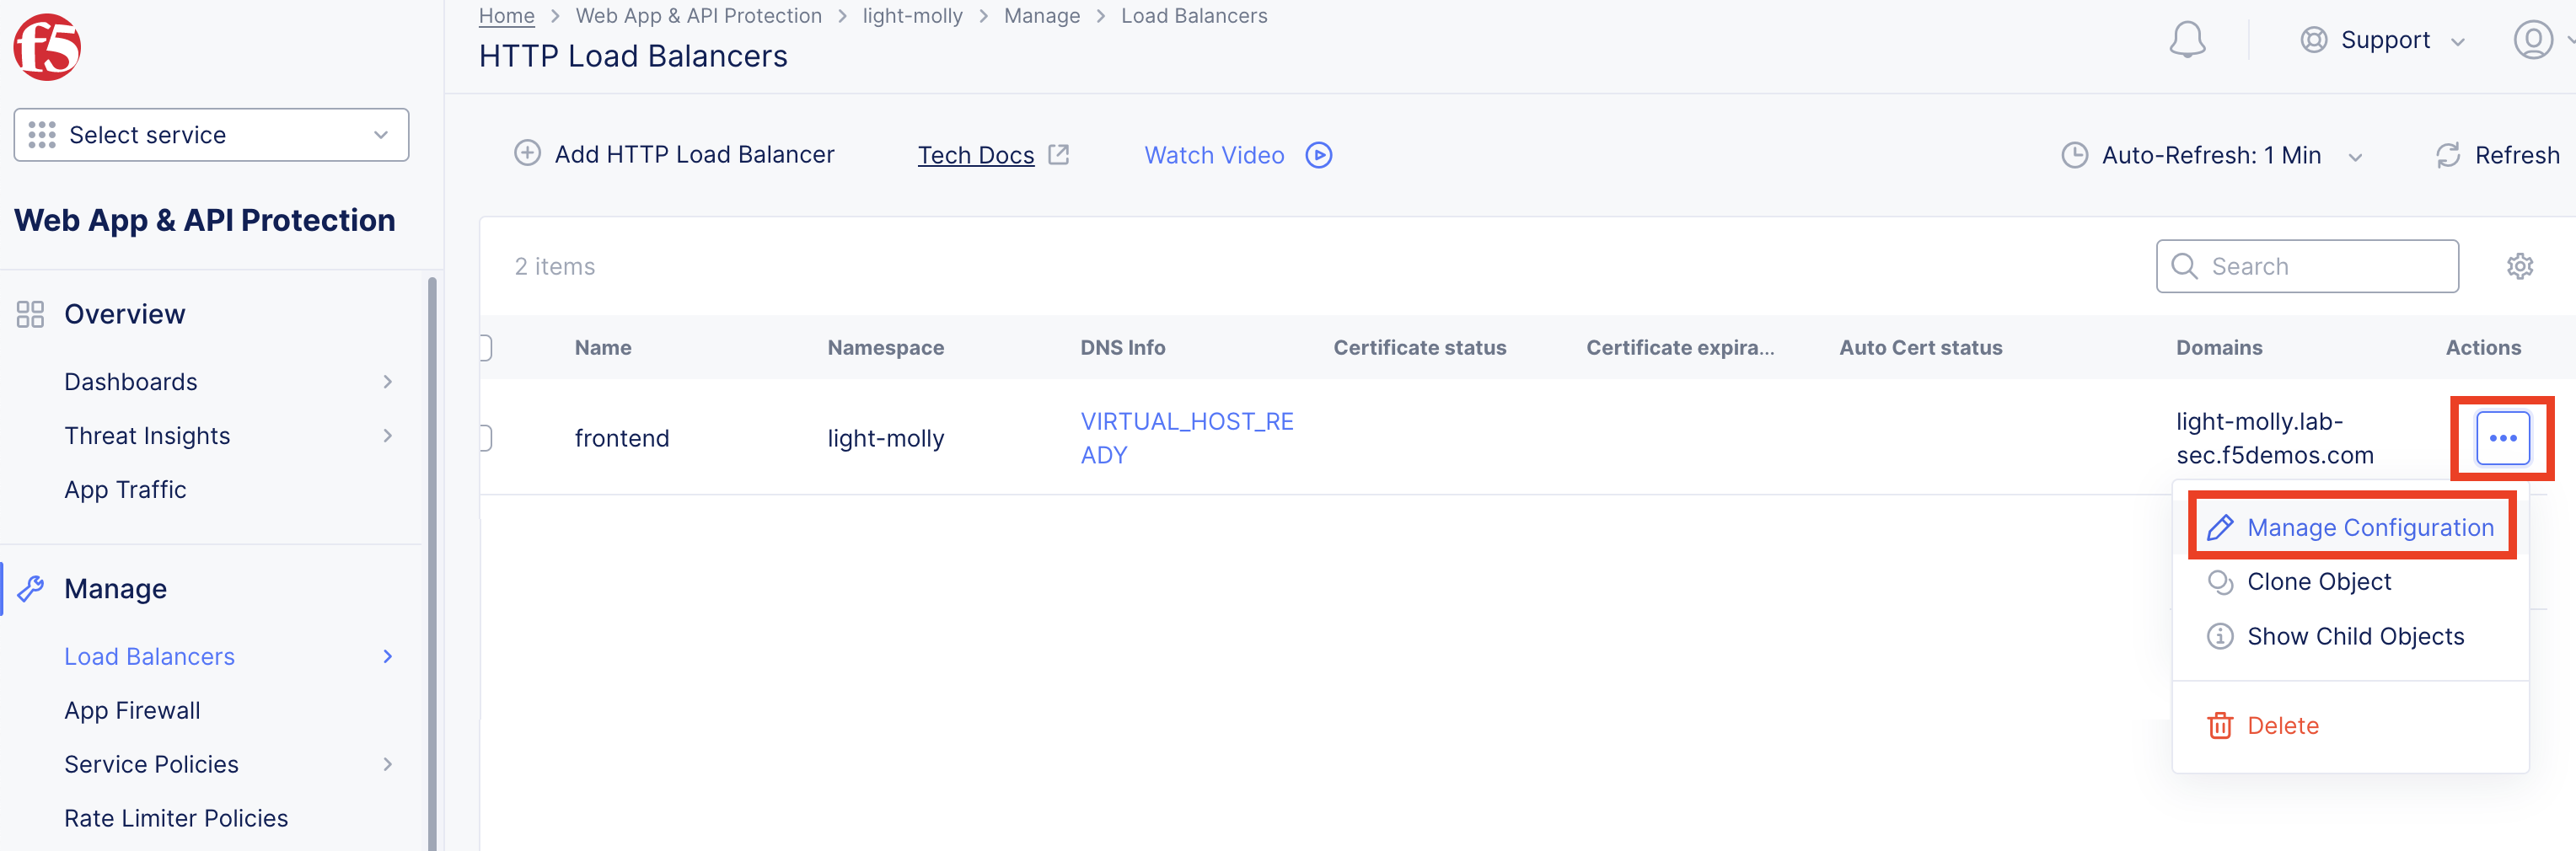 f5
Select service
Web App & API Protection
Overview
Dashboards
Threat Insights
App Traffic
Manage
Load Balancers
App Firewall
Service Policies
Rate Limiter Policies
Home > Web App & API Protection > light-molly > Manage > Load Balancers
HTTP Load Balancers
Support
Add HTTP Load Balancer
Tech Docs
Watch Video
Auto-Refresh: 1 Min
Refresh
2 items
Search
Name Namespace DNS Info Certificate status Certificate expira... Auto Cert status Domains Actions
frontend
light-molly
VIRTUAL_HOST_RE
ADY
light-molly.lab-
sec.f5demos.com
Manage Configuration
Clone Object
Show Child Objects
Delete